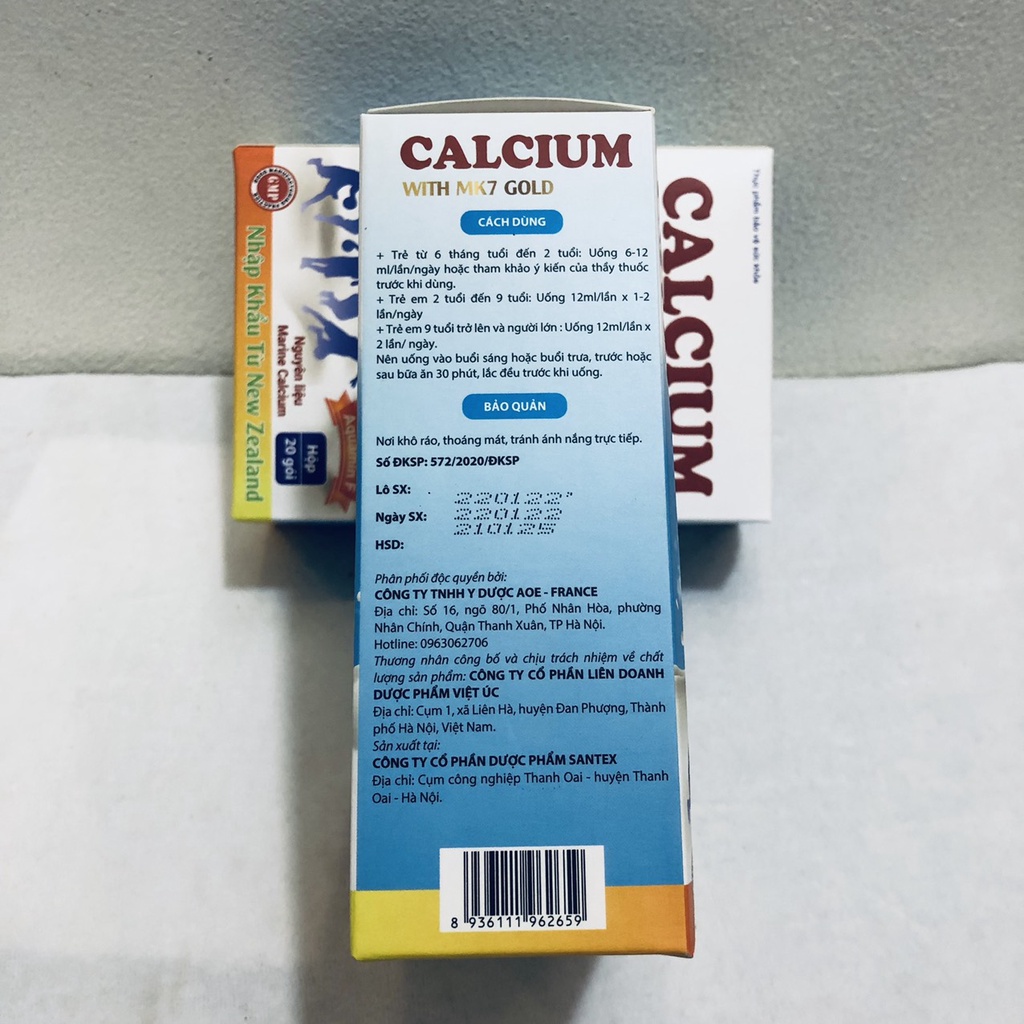 CALCIUM
WITH MK7 GOLD
CÁCH DÙNG
+ Trẻ từ 6 tháng tuổi đến 2 tuổi: Uống 6-12
ml/lần/ngày hoặc tham khảo ý kiến của thầy thuốc
trước khi dùng.
+ Trẻ em 2 tuổi đến 9 tuổi: Uống 12ml/lần x 1-2
lần/ngày
+ Trẻ em 9 tuổi trở lên và người lớn : Uống 12ml/lần x
2 lần/ ngày.
Nên uống vào buổi sáng hoặc buổi trưa, trước hoặc
sau bữa ăn 30 phút, lắc đều trước khi uống.
BẢO QUẢN
Nơi khô ráo, thoáng mát, tránh ánh nắng trực tiếp.
Số ĐKSP: 572/2020/ĐKSP
Lô SX: 220122
Ngày SX: 220122
HSD: 210125
Phân phối độc quyền bởi:
CÔNG TY TNHH Y DƯỢC AOE - FRANCE
Địa chỉ: Số 16, ngõ 80/1, Phố Nhân Hòa, phường
Nhân Chính, Quận Thanh Xuân, TP Hà Nội.
Hotline: 0963062706
Thương nhân công bố và chịu trách nhiệm về chất
lượng sản phẩm: CÔNG TY CỔ PHẦN LIÊN DOANH
DƯỢC PHẨM VIỆT ÚC
Địa chỉ: Cụm 1, xã Liên Hà, huyện Đan Phượng, Thành
phố Hà Nội, Việt Nam.
Sản xuất tại:
CÔNG TY CỔ PHẦN DƯỢC PHẨM SANTEX
Địa chỉ: Cụm công nghiệp Thanh Oai - huyện Thanh
Oai - Hà Nội.
8 936111 962659
GMP
Nhập Khẩu Từ New Zealand
Nguyên liệu
Marine Calcium
Hộp
20 gói
Aquamin F
CALCIUM
Thực phẩm bảo vệ sức khỏe